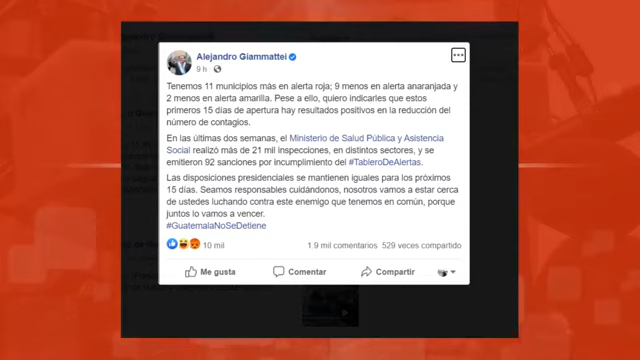 Alejandro Giammattei
9 h
Tenemos 11 municipios más en alerta roja; 9 menos en alerta anaranjada y
2 menos en alerta amarilla. Pese a ello, quiero indicarles que estos
primeros 15 días de apertura hay resultados positivos en la reducción del
número de contagios.
En las últimas dos semanas, el Ministerio de Salud Pública y Asistencia
Social realizó más de 21 mil inspecciones, en distintos sectores, y se
emitieron 92 sanciones por incumplimiento del #TableroDeAlertas.
Las disposiciones presidenciales se mantienen iguales para los próximos
15 días. Seamos responsables cuidándonos, nosotros vamos a estar cerca
de ustedes luchando contra este enemigo que tenemos en común, porque
juntos lo vamos a vencer.
#GuatemalaNoSeDetiene
10 mil 1.9 mil comentarios 529 veces compartido
Me gusta Comentar Compartir